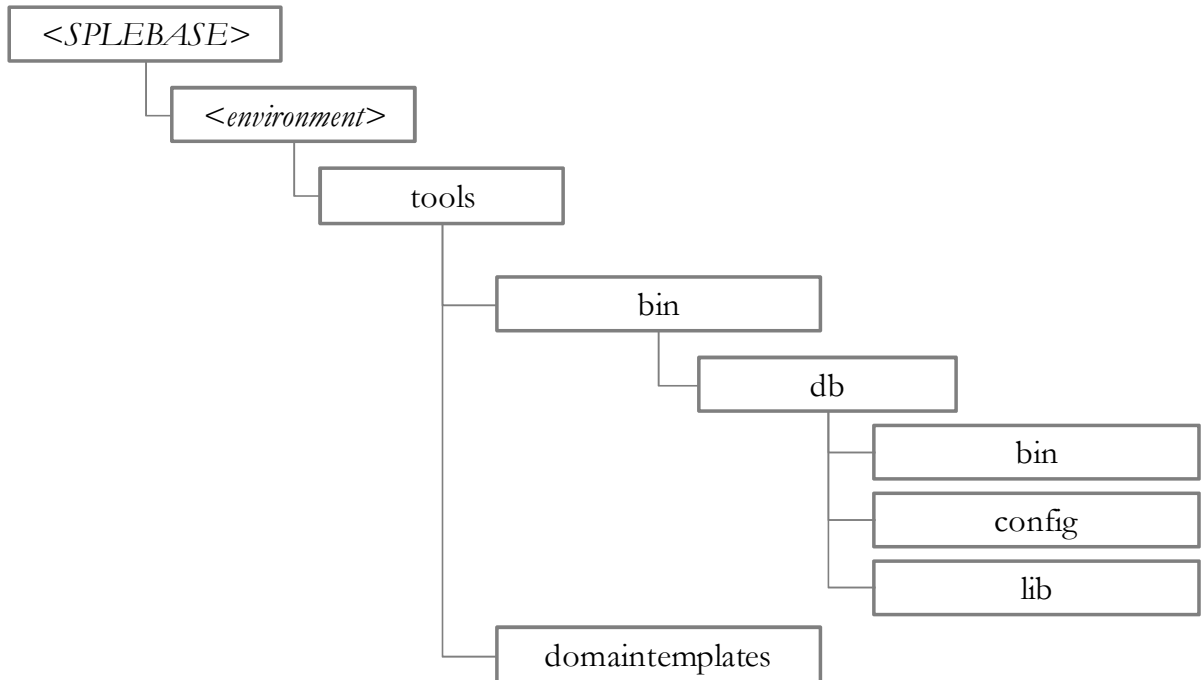 <SPLEBASE>
<environment>
tools
bin
db
bin
config
lib
domaintemplates